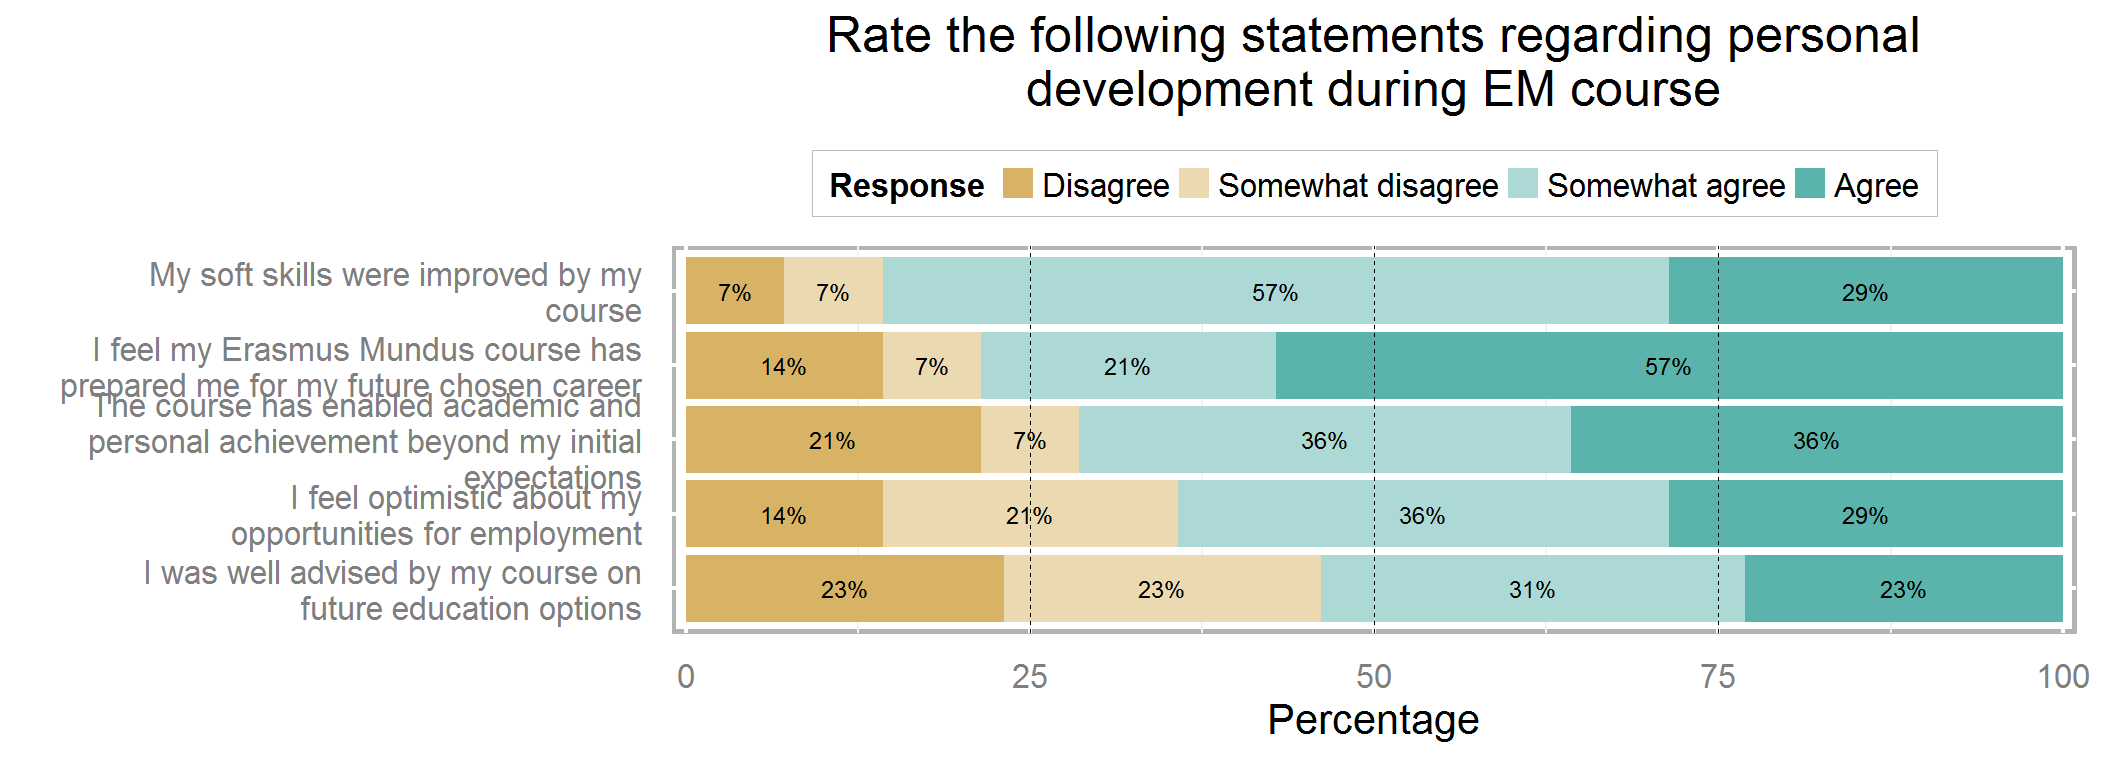 Rate the following statements regarding personal
development during EM course
Response Disagree Somewhat disagree Somewhat agree Agree
My soft skills were improved by my
course
7% 7% 57% 29%
I feel my Erasmus Mundus course has
prepared me for my future chosen career
14% 7% 21% 57%
The course has enabled academic and
personal achievement beyond my initial
expectations
21% 7% 36% 36%
I feel optimistic about my
opportunities for employment
14% 21% 36% 29%
I was well advised by my course on
future education options
23% 23% 31% 23%
0 25 50 75 100
Percentage